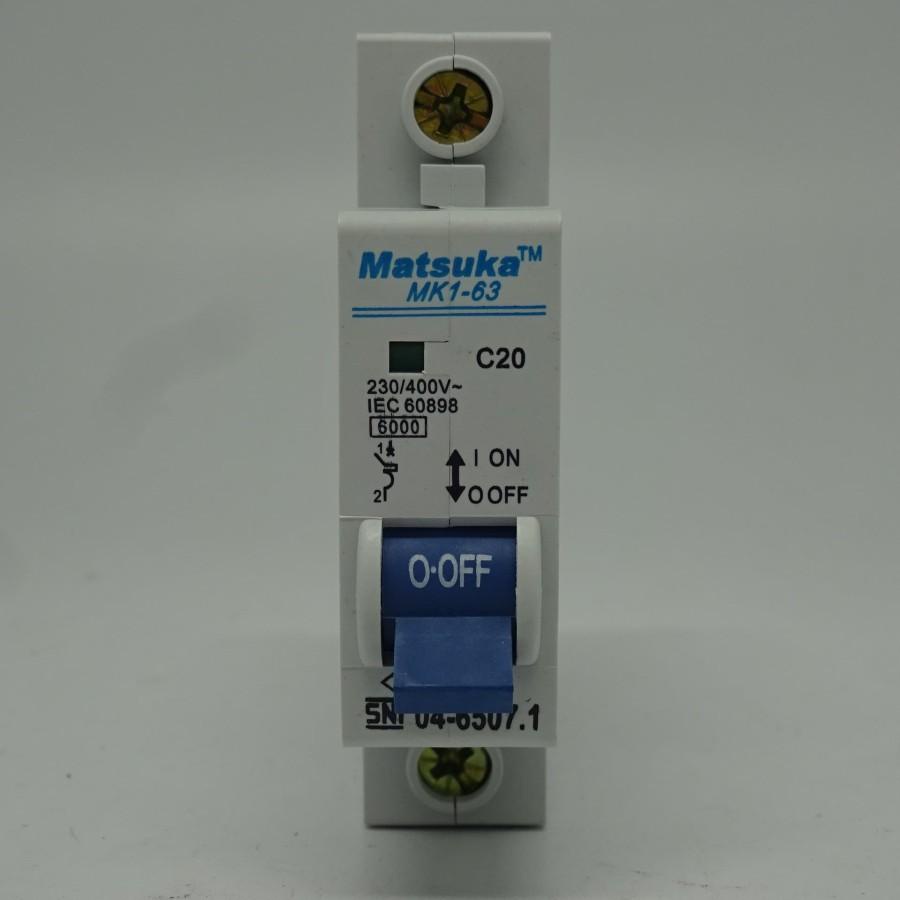 Matsuka™
MK1-63
C20
230/400V~
IEC 60898
6000
1
2
I ON
O OFF
O·OFF
SNI 04-6507.1